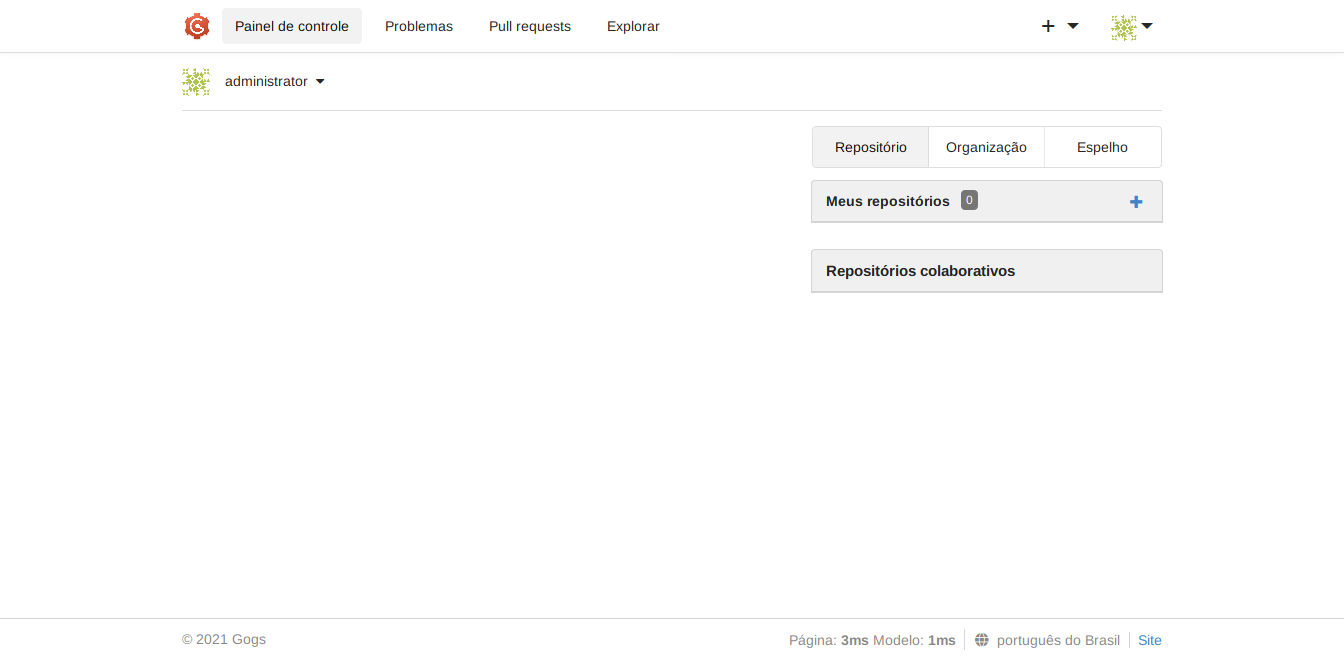 Painel de controle Problemas Pull requests Explorar
administrator
Repositório Organização Espelho
Meus repositórios 0
Repositórios colaborativos
© 2021 Gogs Página: 3ms Modelo: 1ms português do Brasil Site